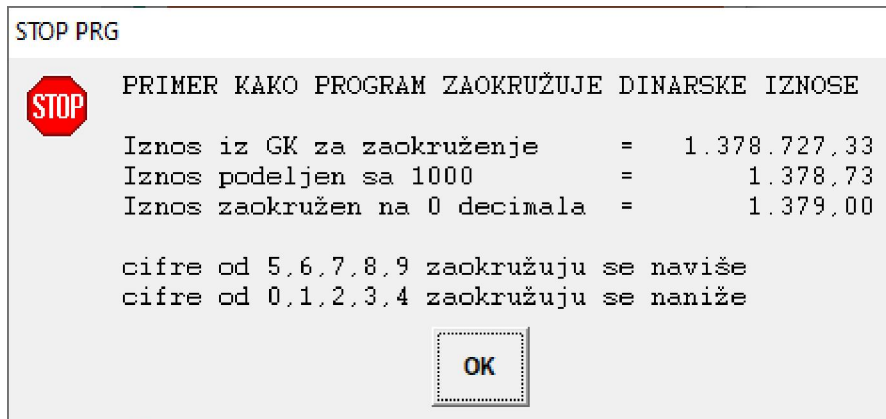 STOP PRG
STOP
PRIMER KAKO PROGRAM ZAOKRUŽUJE DINARSKE IZNOSE
Iznos iz GK za zaokruženje = 1.378.727,33
Iznos podeljen sa 1000 = 1.378,73
Iznos zaokružen na 0 decimala = 1.379,00
cifre od 5,6,7,8,9 zaokružuju se naviše
cifre od 0,1,2,3,4 zaokružuju se naniže
OK